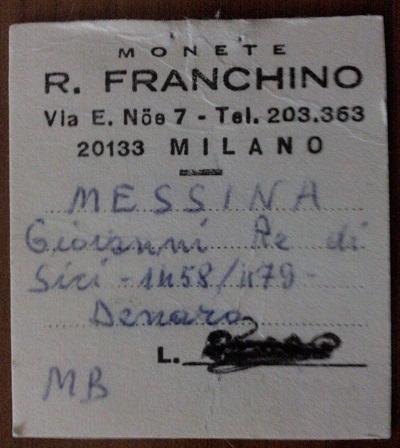 MONETE
R. FRANCHINO
Via E. Nöe 7 - Tel. 203.363
20133 MILANO
MESSINA
Giovanni Re di
Sici - 1458/1479 -
Denaro
L.
MB